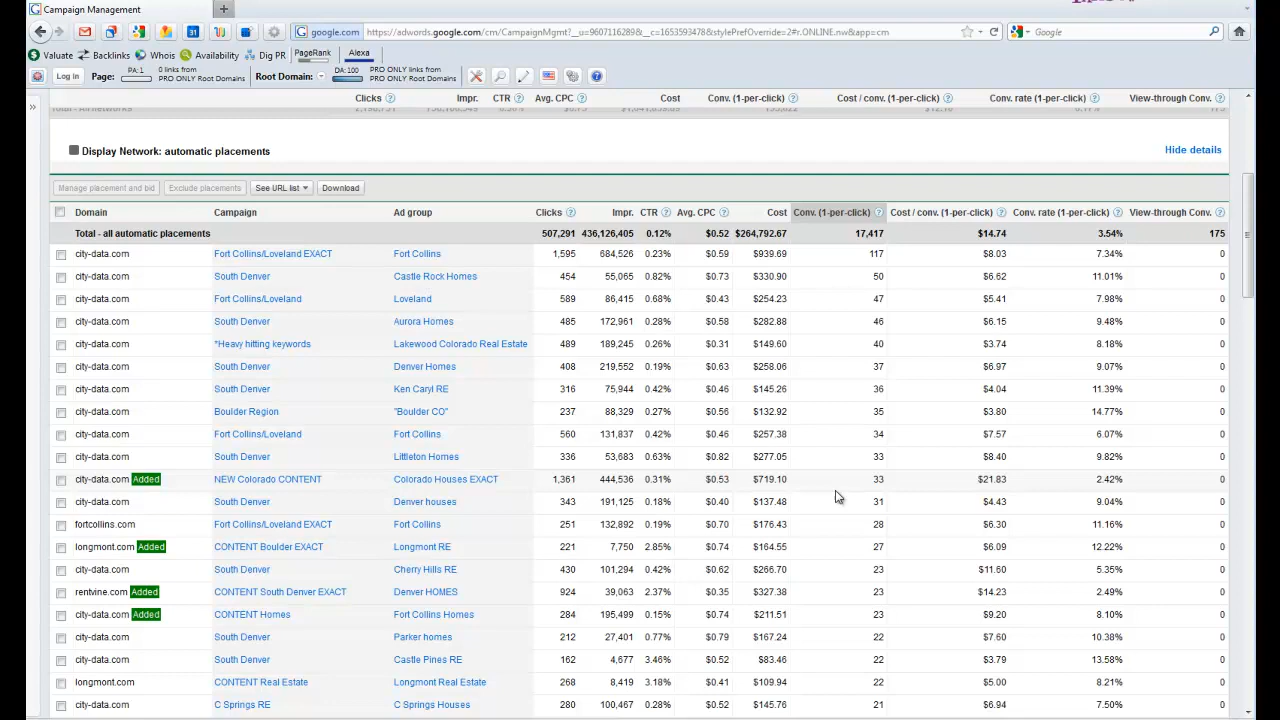 Campaign Management
google.com https://adwords.google.com/cm/CampaignMgmt?__u=9607116289&__c=1653593478&stylePrefOverride=2#r.ONLINE.nw&app=cm Google
Valuate Backlinks Whois Availability Dig PR PageRank Alexa
Log In Page: PA: 1 0 links from PRO ONLY Root Domains Root Domain: DA: 100 PRO ONLY links from PRO ONLY Root Domains
Clicks Impr. CTR Avg. CPC Cost Conv. (1-per-click) Cost / conv. (1-per-click) Conv. rate (1-per-click) View-through Conv.
Total - All networks
Display Network: automatic placements Hide details
Manage placement and bid Exclude placements See URL list Download
Domain Campaign Ad group Clicks Impr. CTR Avg. CPC Cost Conv. (1-per-click) Cost / conv. (1-per-click) Conv. rate (1-per-click) View-through Conv.
Total - all automatic placements 507,291 436,126,405 0.12% $0.52 $264,792.67 17,417 $14.74 3.54% 175
city-data.com Fort Collins/Loveland EXACT Fort Collins 1,595 684,526 0.23% $0.59 $939.69 117 $8.03 7.34% 0
city-data.com South Denver Castle Rock Homes 454 55,065 0.82% $0.73 $330.90 50 $6.62 11.01% 0
city-data.com Fort Collins/Loveland Loveland 589 86,415 0.68% $0.43 $254.23 47 $5.41 7.98% 0
city-data.com South Denver Aurora Homes 485 172,961 0.28% $0.58 $282.88 46 $6.15 9.48% 0
city-data.com *Heavy hitting keywords Lakewood Colorado Real Estate 489 189,245 0.26% $0.31 $149.60 40 $3.74 8.18% 0
city-data.com South Denver Denver Homes 408 219,552 0.19% $0.63 $258.06 37 $6.97 9.07% 0
city-data.com South Denver Ken Caryl RE 316 75,944 0.42% $0.46 $145.26 36 $4.04 11.39% 0
city-data.com Boulder Region "Boulder CO" 237 88,329 0.27% $0.56 $132.92 35 $3.80 14.77% 0
city-data.com Fort Collins/Loveland Fort Collins 560 131,837 0.42% $0.46 $257.38 34 $7.57 6.07% 0
city-data.com South Denver Littleton Homes 336 53,683 0.63% $0.82 $277.05 33 $8.40 9.82% 0
city-data.com Added NEW Colorado CONTENT Colorado Houses EXACT 1,361 444,536 0.31% $0.53 $719.10 33 $21.83 2.42% 0
city-data.com South Denver Denver houses 343 191,125 0.18% $0.40 $137.48 31 $4.43 9.04% 0
fortcollins.com Fort Collins/Loveland EXACT Fort Collins 251 132,892 0.19% $0.70 $176.43 28 $6.30 11.16% 0
longmont.com Added CONTENT Boulder EXACT Longmont RE 221 7,750 2.85% $0.74 $164.55 27 $6.09 12.22% 0
city-data.com South Denver Cherry Hills RE 430 101,294 0.42% $0.62 $266.70 23 $11.60 5.35% 0
rentvine.com Added CONTENT South Denver EXACT Denver HOMES 924 39,063 2.37% $0.35 $327.38 23 $14.23 2.49% 0
city-data.com Added CONTENT Homes Fort Collins Homes 284 195,499 0.15% $0.74 $211.51 23 $9.20 8.10% 0
city-data.com South Denver Parker homes 212 27,401 0.77% $0.79 $167.24 22 $7.60 10.38% 0
city-data.com South Denver Castle Pines RE 162 4,677 3.46% $0.52 $83.46 22 $3.79 13.58% 0
longmont.com CONTENT Real Estate Longmont Real Estate 268 8,419 3.18% $0.41 $109.94 22 $5.00 8.21% 0
city-data.com C Springs RE C Springs Houses 280 100,467 0.28% $0.52 $145.76 21 $6.94 7.50% 0